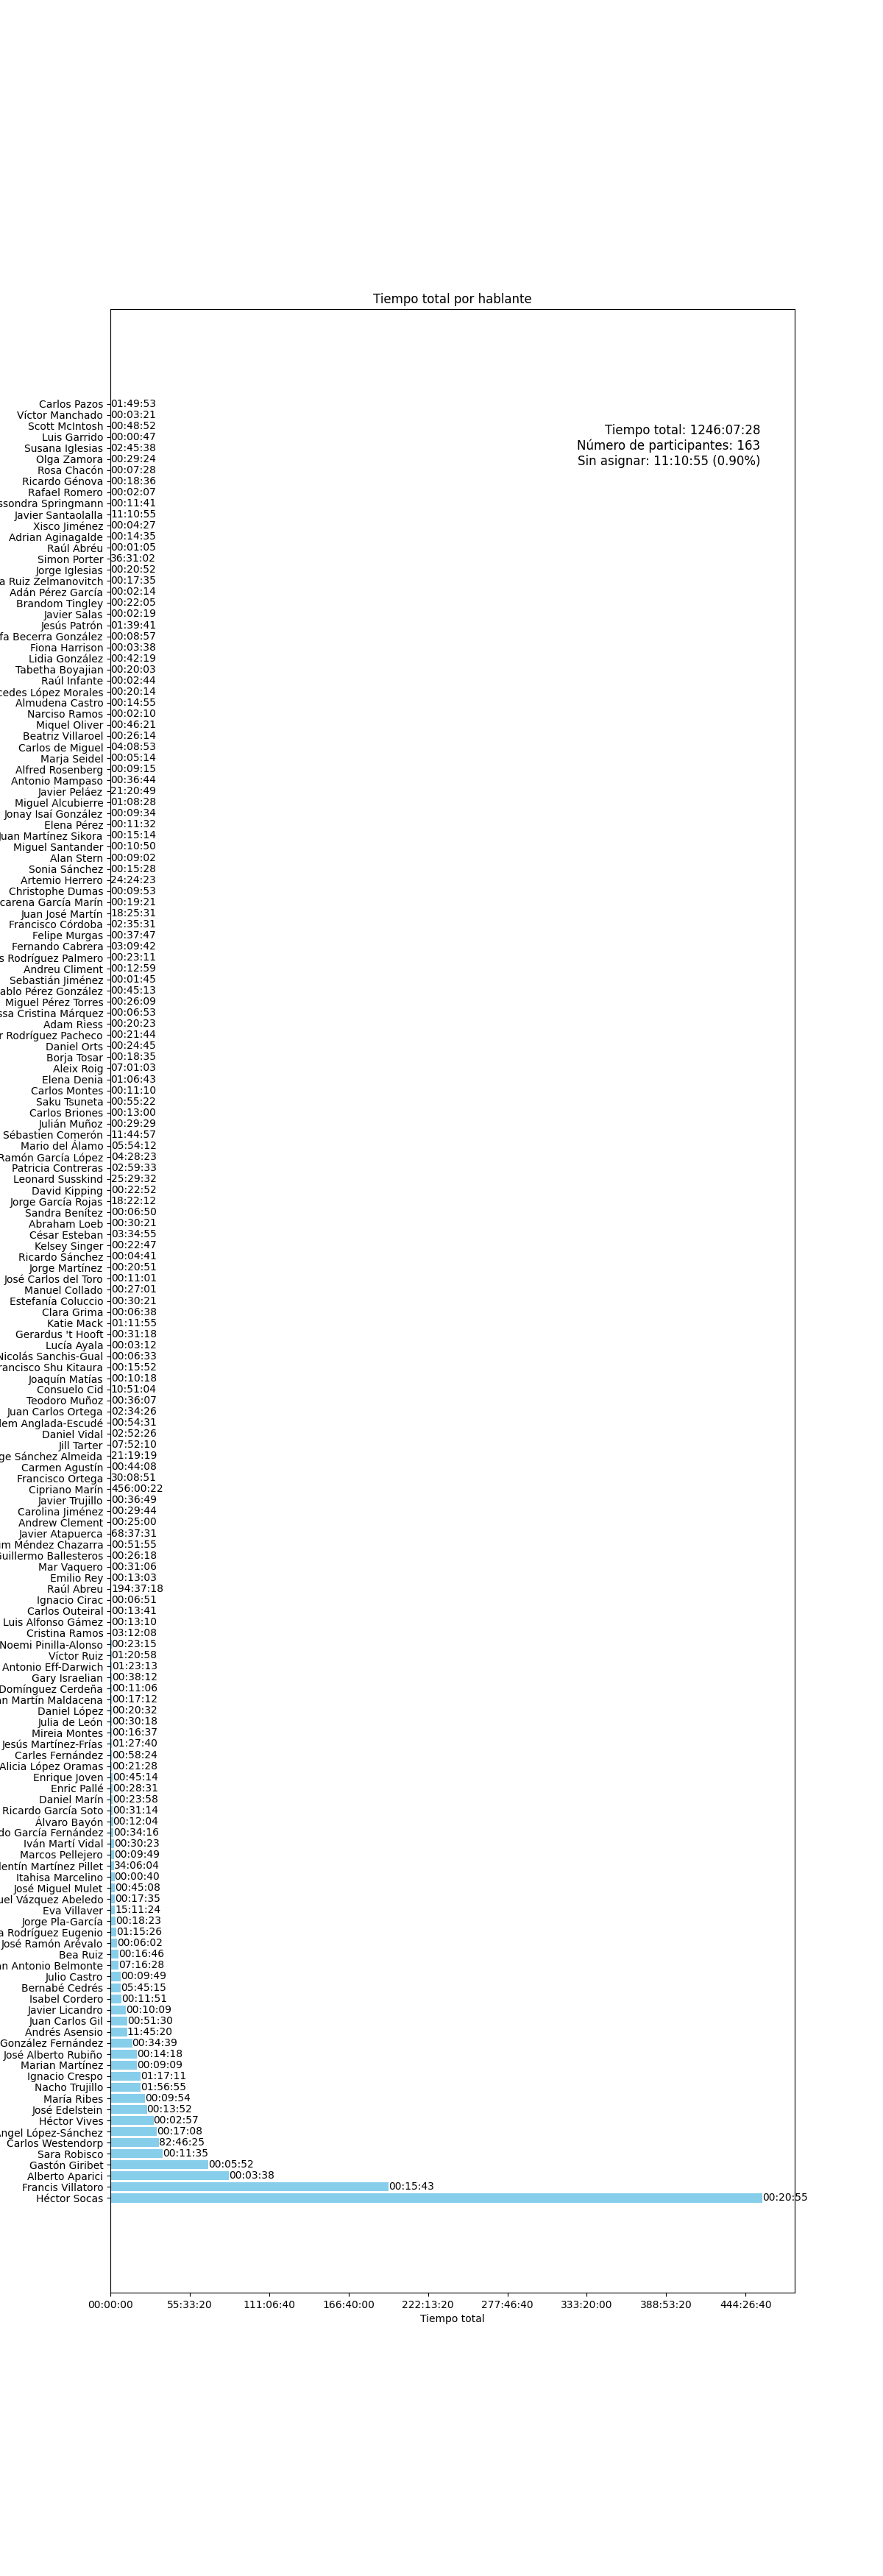 Tiempo total por hablante
Carlos Pazos 01:49:53
Víctor Manchado 00:03:21
Scott McIntosh 00:48:52
Luis Garrido 00:00:47
Susana Iglesias 02:45:38
Olga Zamora 00:29:24
Rosa Chacón 00:07:28
Ricardo Génova 00:18:36
Rafael Romero 00:02:07
ssondra Springmann 00:11:41
Javier Santaolalla 11:10:55
Xisco Jiménez 00:04:27
Adrian Aginagalde 00:14:35
Raúl Abréu 00:01:05
Simon Porter 36:31:02
Jorge Iglesias 00:20:52
a Ruiz Zelmanovitch 00:17:35
Adán Pérez García 00:02:14
Brandom Tingley 00:22:05
Javier Salas 00:02:19
Jesús Patrón 01:39:41
fa Becerra González 00:08:57
Fiona Harrison 00:03:38
Lidia González 00:42:19
Tabetha Boyajian 00:20:03
Raúl Infante 00:02:44
cedes López Morales 00:20:14
Almudena Castro 00:14:55
Narciso Ramos 00:02:10
Miquel Oliver 00:46:21
Beatriz Villaroel 00:26:14
Carlos de Miguel 04:08:53
Marja Seidel 00:05:14
Alfred Rosenberg 00:09:15
Antonio Mampaso 00:36:44
Javier Peláez 21:20:49
Miguel Alcubierre 01:08:28
Jonay Isaí González 00:09:34
Elena Pérez 00:11:32
Juan Martínez Sikora 00:15:14
Miguel Santander 00:10:50
Alan Stern 00:09:02
Sonia Sánchez 00:15:28
Artemio Herrero 24:24:23
Christophe Dumas 00:09:53
carena García Marín 00:19:21
Juan José Martín 18:25:31
Francisco Córdoba 02:35:31
Felipe Murgas 00:37:47
Fernando Cabrera 03:09:42
s Rodríguez Palmero 00:23:11
Andreu Climent 00:12:59
Sebastián Jiménez 00:01:45
ablo Pérez González 00:45:13
Miguel Pérez Torres 00:26:09
ssa Cristina Márquez 00:06:53
Adam Riess 00:20:23
r Rodríguez Pacheco 00:21:44
Daniel Orts 00:24:45
Borja Tosar 00:18:35
Aleix Roig 07:01:03
Elena Denia 01:06:43
Carlos Montes 00:11:10
Saku Tsuneta 00:55:22
Carlos Briones 00:13:00
Julián Muñoz 00:29:29
Sébastien Comerón 11:44:57
Mario del Álamo 05:54:12
Ramón García López 04:28:23
Patricia Contreras 02:59:33
Leonard Susskind 25:29:32
David Kipping 00:22:52
Jorge García Rojas 18:22:12
Sandra Benítez 00:06:50
Abraham Loeb 00:30:21
César Esteban 03:34:55
Kelsey Singer 00:22:47
Ricardo Sánchez 00:04:41
Jorge Martínez 00:20:51
José Carlos del Toro 00:11:01
Manuel Collado 00:27:01
Estefanía Coluccio 00:30:21
Clara Grima 00:06:38
Katie Mack 01:11:55
Gerardus 't Hooft 00:31:18
Lucía Ayala 00:03:12
Nicolás Sanchis-Gual 00:06:33
rancisco Shu Kitaura 00:15:52
Joaquín Matías 00:10:18
Consuelo Cid 10:51:04
Teodoro Muñoz 00:36:07
Juan Carlos Ortega 02:34:26
lem Anglada-Escudé 00:54:31
Daniel Vidal 02:52:26
Jill Tarter 07:52:10
ge Sánchez Almeida 21:19:19
Carmen Agustín 00:44:08
Francisco Ortega 30:08:51
Cipriano Marín 456:00:22
Javier Trujillo 00:36:49
Carolina Jiménez 00:29:44
Andrew Clement 00:25:00
Javier Atapuerca 68:37:31
im Méndez Chazarra 00:51:55
Guillermo Ballesteros 00:26:18
Mar Vaquero 00:31:06
Emilio Rey 00:13:03
Raúl Abreu 194:37:18
Ignacio Cirac 00:06:51
Carlos Outeiral 00:13:41
Luis Alfonso Gámez 00:13:10
Cristina Ramos 03:12:08
Noemi Pinilla-Alonso 00:23:15
Víctor Ruiz 01:20:58
Antonio Eff-Darwich 01:23:13
Gary Israelian 00:38:12
Domínguez Cerdeña 00:11:06
an Martín Maldacena 00:17:12
Daniel López 00:20:32
Julia de León 00:30:18
Mireia Montes 00:16:37
Jesús Martínez-Frías 01:27:40
Carles Fernández 00:58:24
Alicia López Oramas 00:21:28
Enrique Joven 00:45:14
Enric Pallé 00:28:31
Daniel Marín 00:23:58
Ricardo García Soto 00:31:14
Álvaro Bayón 00:12:04
do García Fernández 00:34:16
Iván Martí Vidal 00:30:23
Marcos Pellejero 00:09:49
lentín Martínez Pillet 34:06:04
Itahisa Marcelino 00:00:40
José Miguel Mulet 00:45:08
uel Vázquez Abeledo 00:17:35
Eva Villaver 15:11:24
Jorge Pla-García 00:18:23
a Rodríguez Eugenio 01:15:26
José Ramón Arévalo 00:06:02
Bea Ruiz 00:16:46
an Antonio Belmonte 07:16:28
Julio Castro 00:09:49
Bernabé Cedrés 05:45:15
Isabel Cordero 00:11:51
Javier Licandro 00:10:09
Juan Carlos Gil 00:51:30
Andrés Asensio 11:45:20
González Fernández 00:34:39
José Alberto Rubiño 00:14:18
Marian Martínez 00:09:09
Ignacio Crespo 01:17:11
Nacho Trujillo 01:56:55
María Ribes 00:09:54
José Edelstein 00:13:52
Héctor Vives 00:02:57
Ángel López-Sánchez 00:17:08
Carlos Westendorp 82:46:25
Sara Robisco 00:11:35
Gastón Giribet 00:05:52
Alberto Aparici 00:03:38
Francis Villatoro 00:15:43
Héctor Socas 00:20:55
Tiempo total: 1246:07:28
Número de participantes: 163
Sin asignar: 11:10:55 (0.90%)
00:00:00 55:33:20 111:06:40 166:40:00 222:13:20 277:46:40 333:20:00 388:53:20 444:26:40
Tiempo total